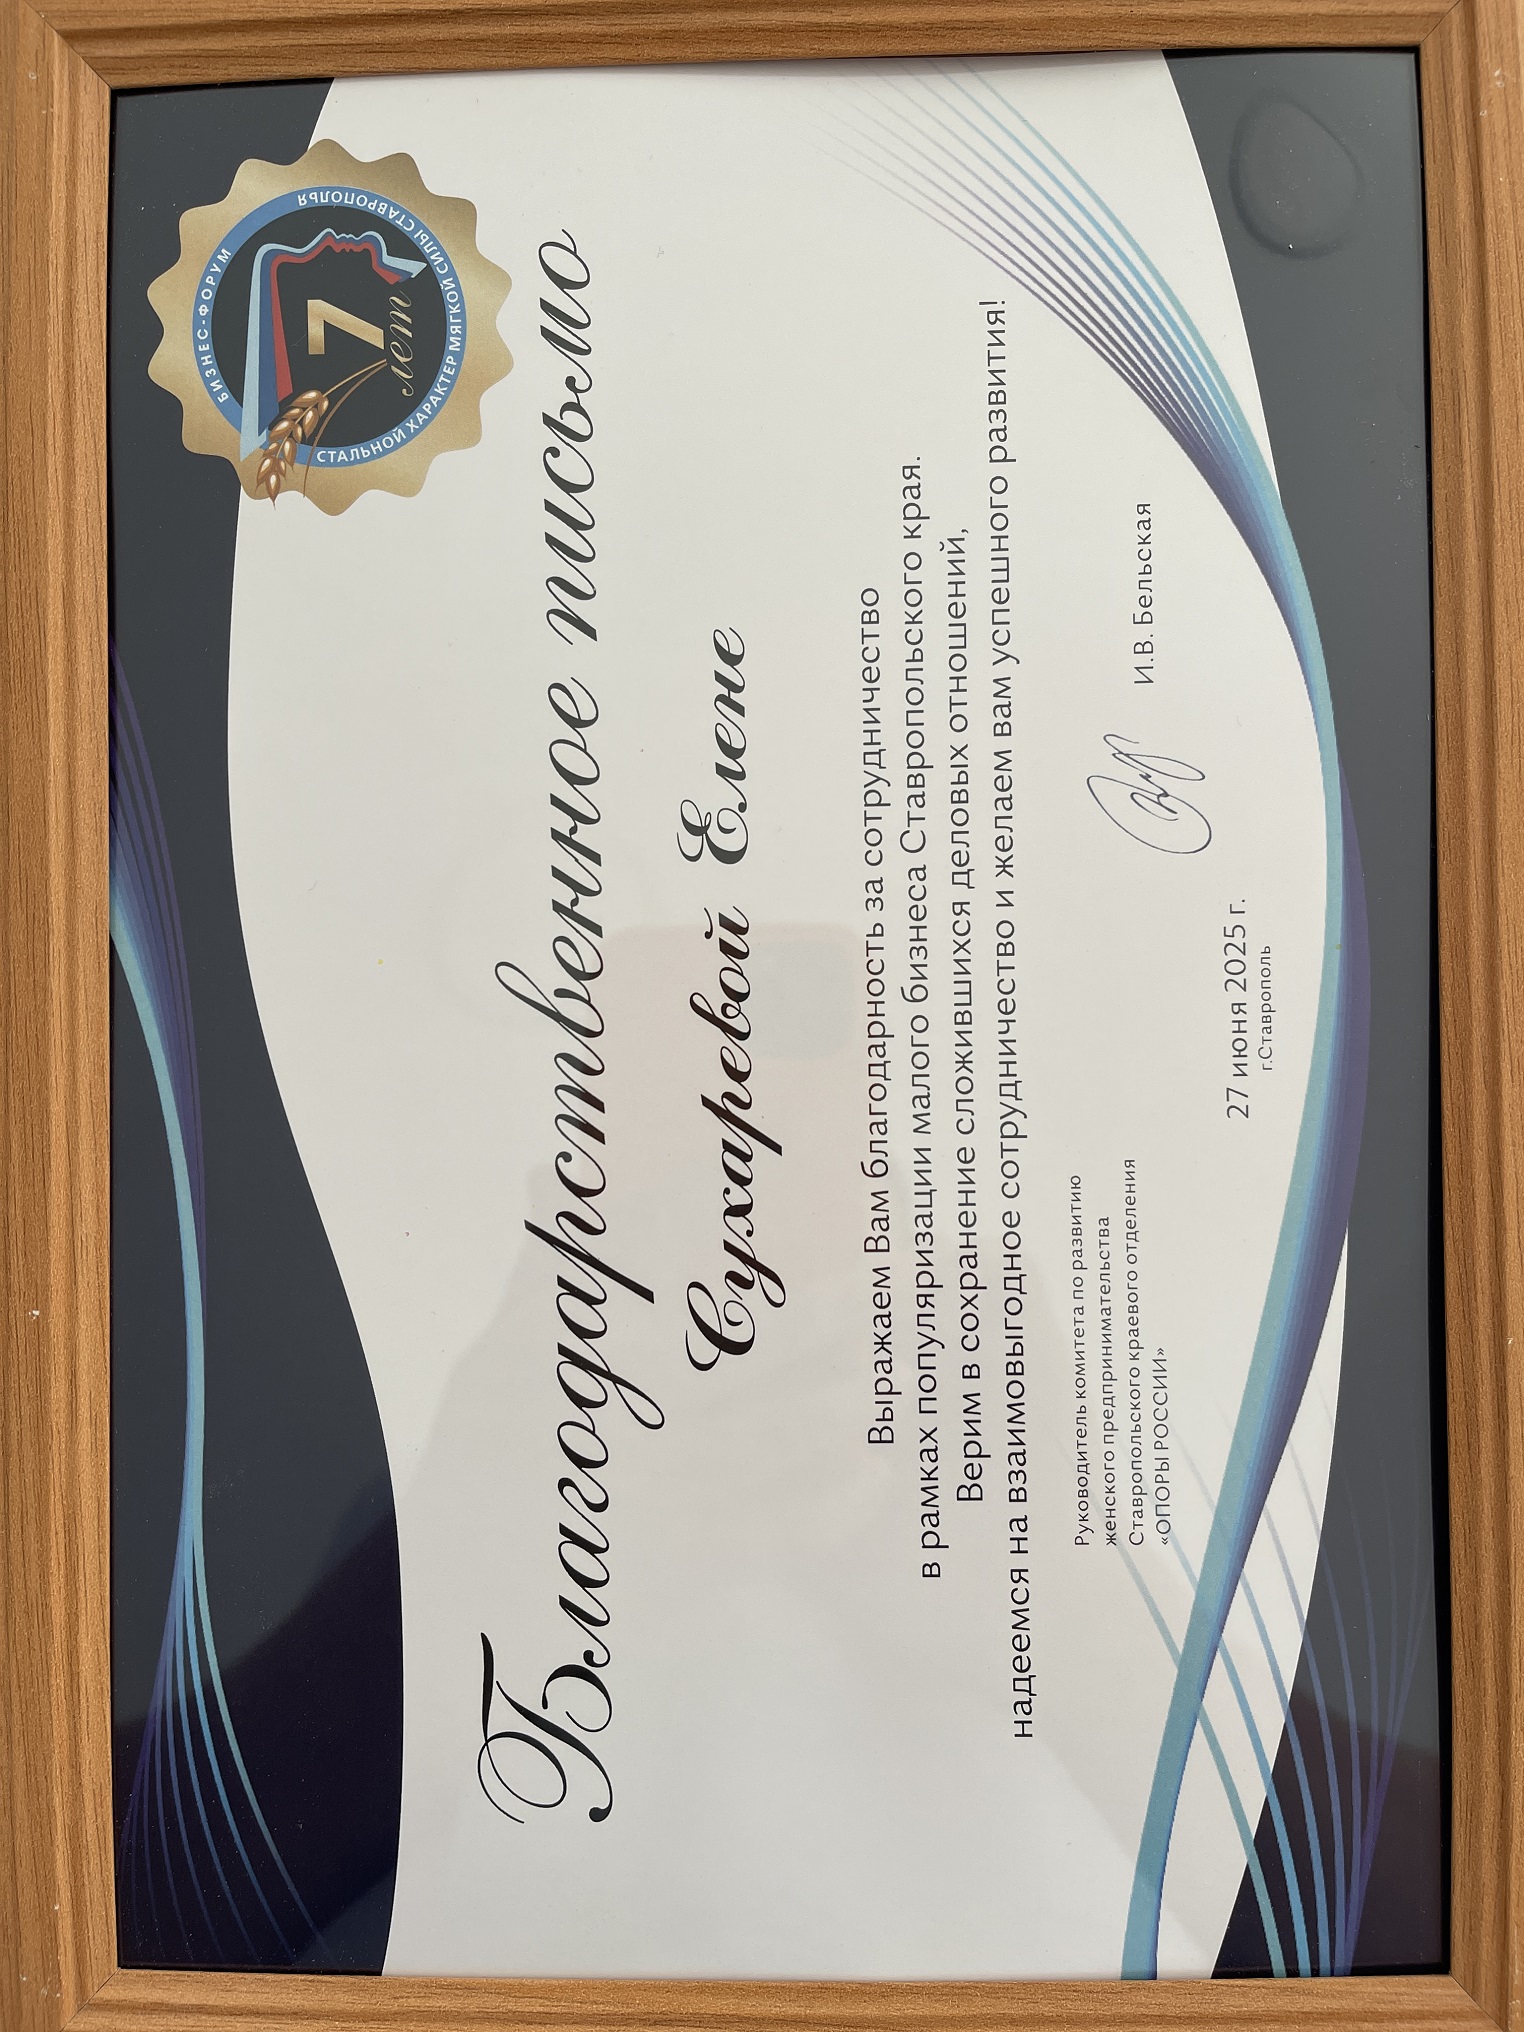 БИЗНЕС-ФОРУМ
СТАЛЬНОЙ ХАРАКТЕР МЯГКОЙ СИЛЫ СТАВРОПОЛЬЯ
7
лет
Благодарственное письмо
Сухаревой Елене
Выражаем Вам благодарность за сотрудничество
в рамках популяризации малого бизнеса Ставропольского края.
Верим в сохранение сложившихся деловых отношений,
надеемся на взаимовыгодное сотрудничество и желаем вам успешного развития!
Руководитель комитета по развитию
женского предпринимательства
Ставропольского краевого отделения
«ОПОРЫ РОССИИ»
И.В. Бельская
27 июня 2025 г.
г.Ставрополь